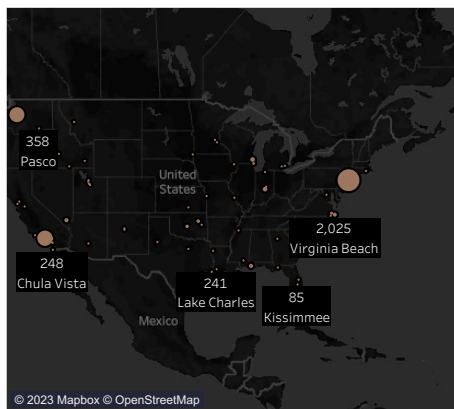 358
Pasco
United
States
2,025
Virginia Beach
248
Chula Vista
241
Lake Charles
85
Kissimmee
Mexico
© 2023 Mapbox © OpenStreetMap